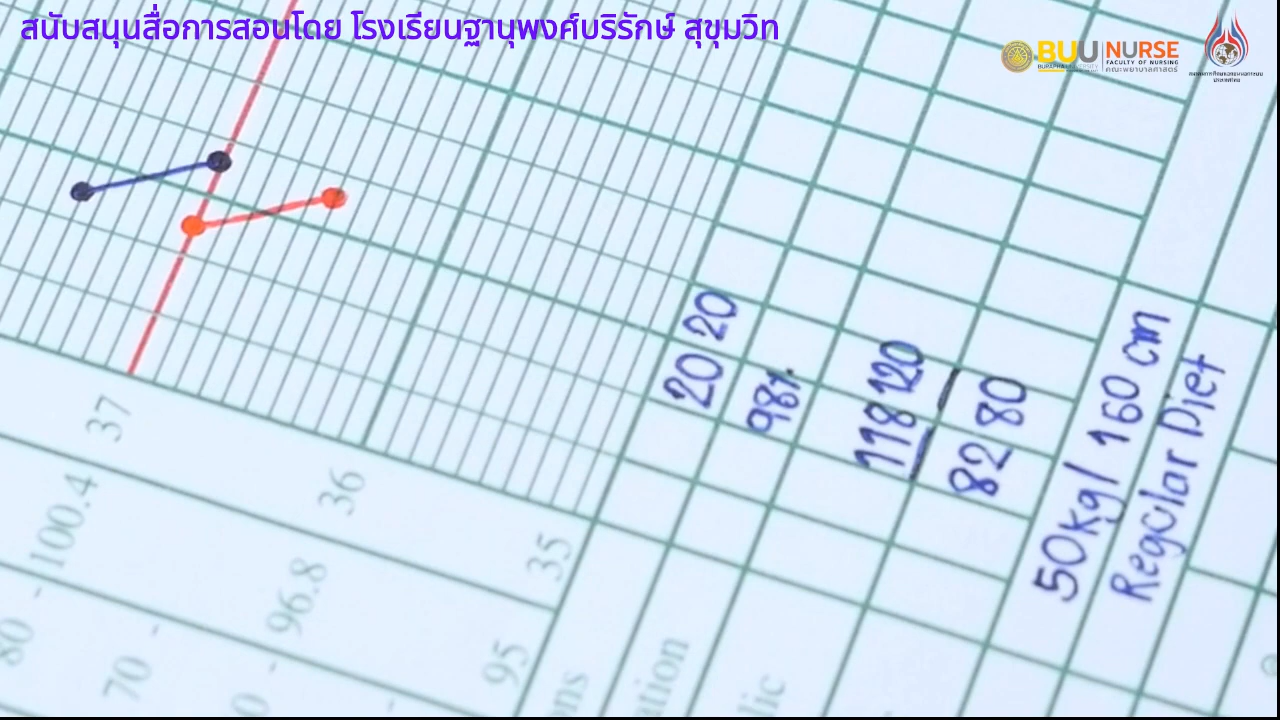 สนับสนุนสื่อการสอนโดย โรงเรียนฐานุพงศ์บริรักษ์ สุขุมวิท
BUU NURSE
FACULTY OF NURSING
คณะพยาบาลศาสตร์
37
36
35
100.4
96.8
95
80
70
20 20
98%
118 120
82 80
50kg/ 160 cm
Regular Diet